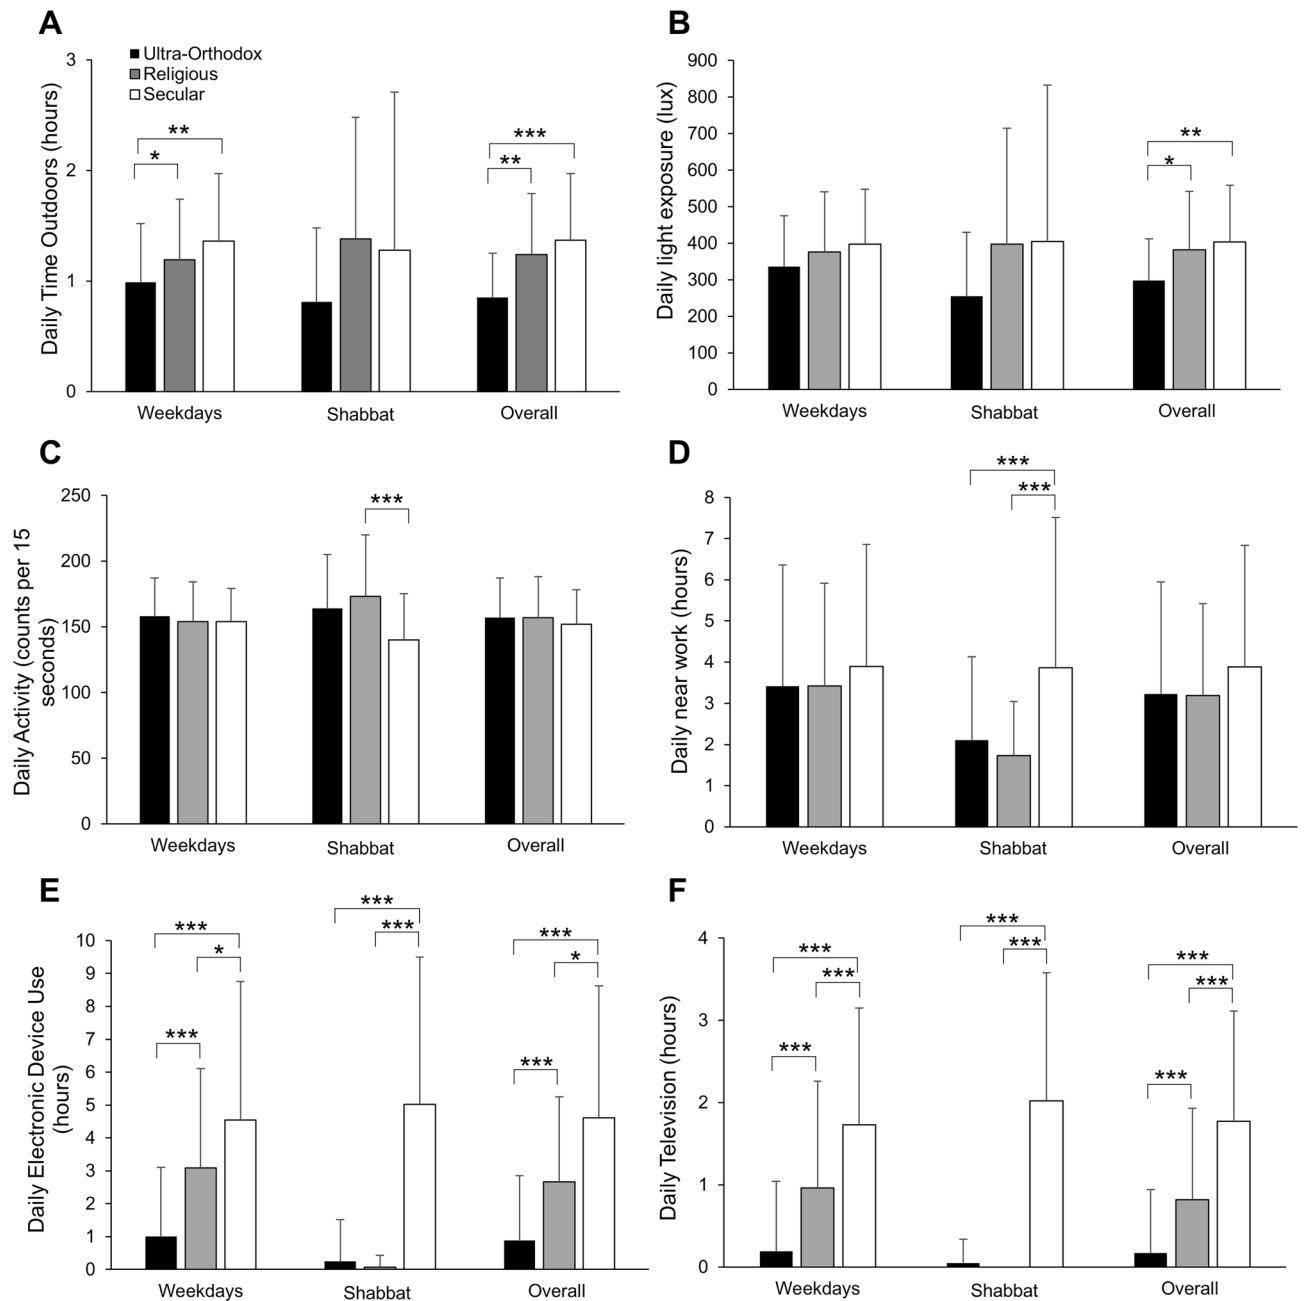 A
Ultra-Orthodox
Religious
Secular
Daily Time Outdoors (hours)
3
2
1
0
**
*
***
**
Weekdays
Shabbat
Overall
B
Daily light exposure (lux)
900
800
700
600
500
400
300
200
100
0
**
*
Weekdays
Shabbat
Overall
C
Daily Activity (counts per 15
seconds)
250
200
150
100
50
0
***
Weekdays
Shabbat
Overall
D
Daily near work (hours)
8
7
6
5
4
3
2
1
0
***
***
Weekdays
Shabbat
Overall
E
Daily Electronic Device Use
(hours)
10
9
8
7
6
5
4
3
2
1
0
***
*
***
***
***
***
*
***
Weekdays
Shabbat
Overall
F
Daily Television (hours)
4
3
2
1
0
***
***
***
***
***
***
***
***
Weekdays
Shabbat
Overall